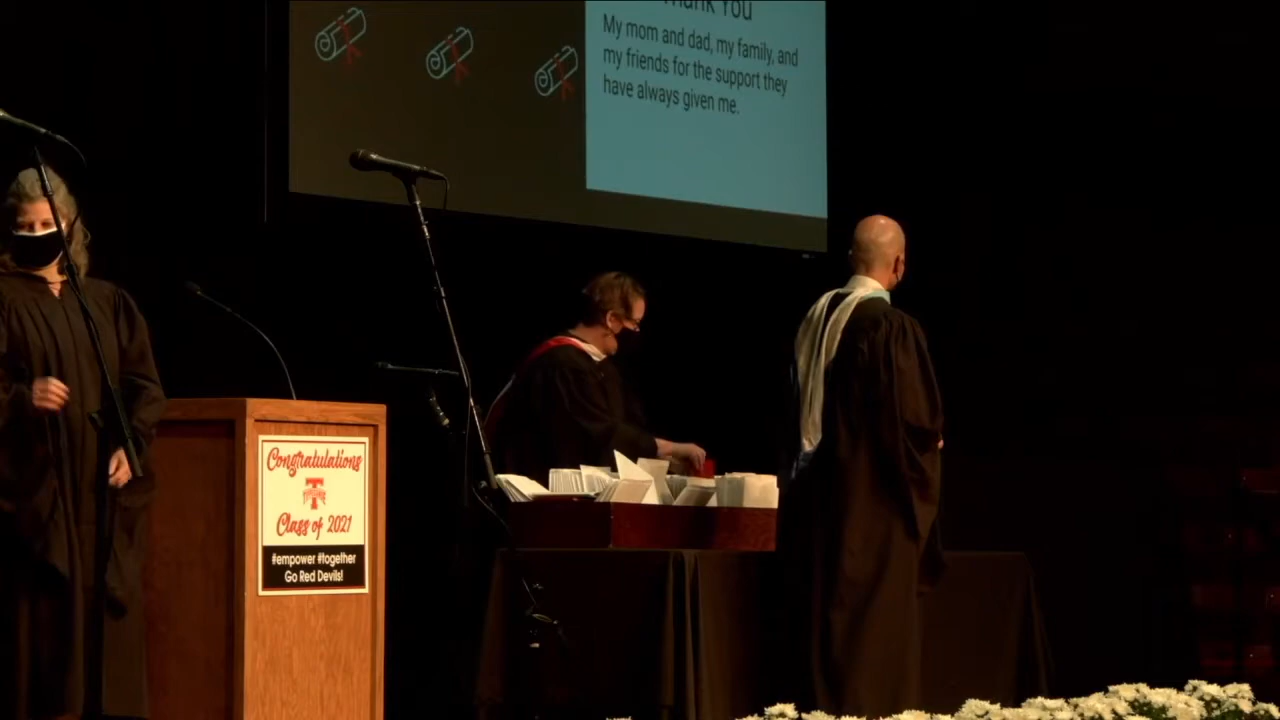 Thank You
My mom and dad, my family, and
my friends for the support they
have always given me.
Congratulations
T
Class of 2021
#empower #together
Go Red Devils!